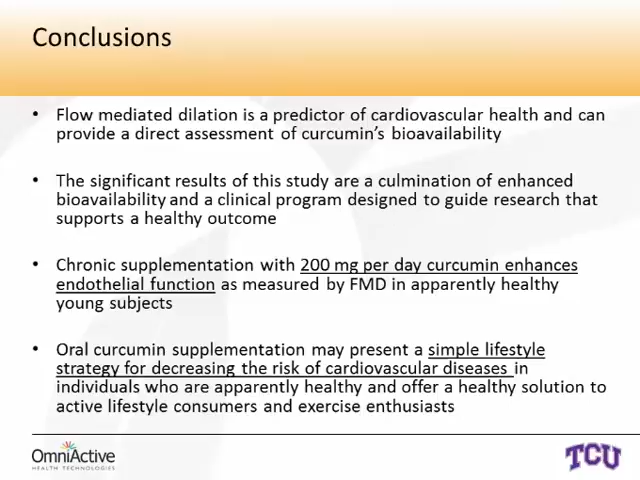 Conclusions
• Flow mediated dilation is a predictor of cardiovascular health and can
provide a direct assessment of curcumin's bioavailability
• The significant results of this study are a culmination of enhanced
bioavailability and a clinical program designed to guide research that
supports a healthy outcome
• Chronic supplementation with 200 mg per day curcumin enhances
endothelial function as measured by FMD in apparently healthy
young subjects
• Oral curcumin supplementation may present a simple lifestyle
strategy for decreasing the risk of cardiovascular diseases in
individuals who are apparently healthy and offer a healthy solution to
active lifestyle consumers and exercise enthusiasts
OmniActive
HEALTH TECHNOLOGIES
TCU